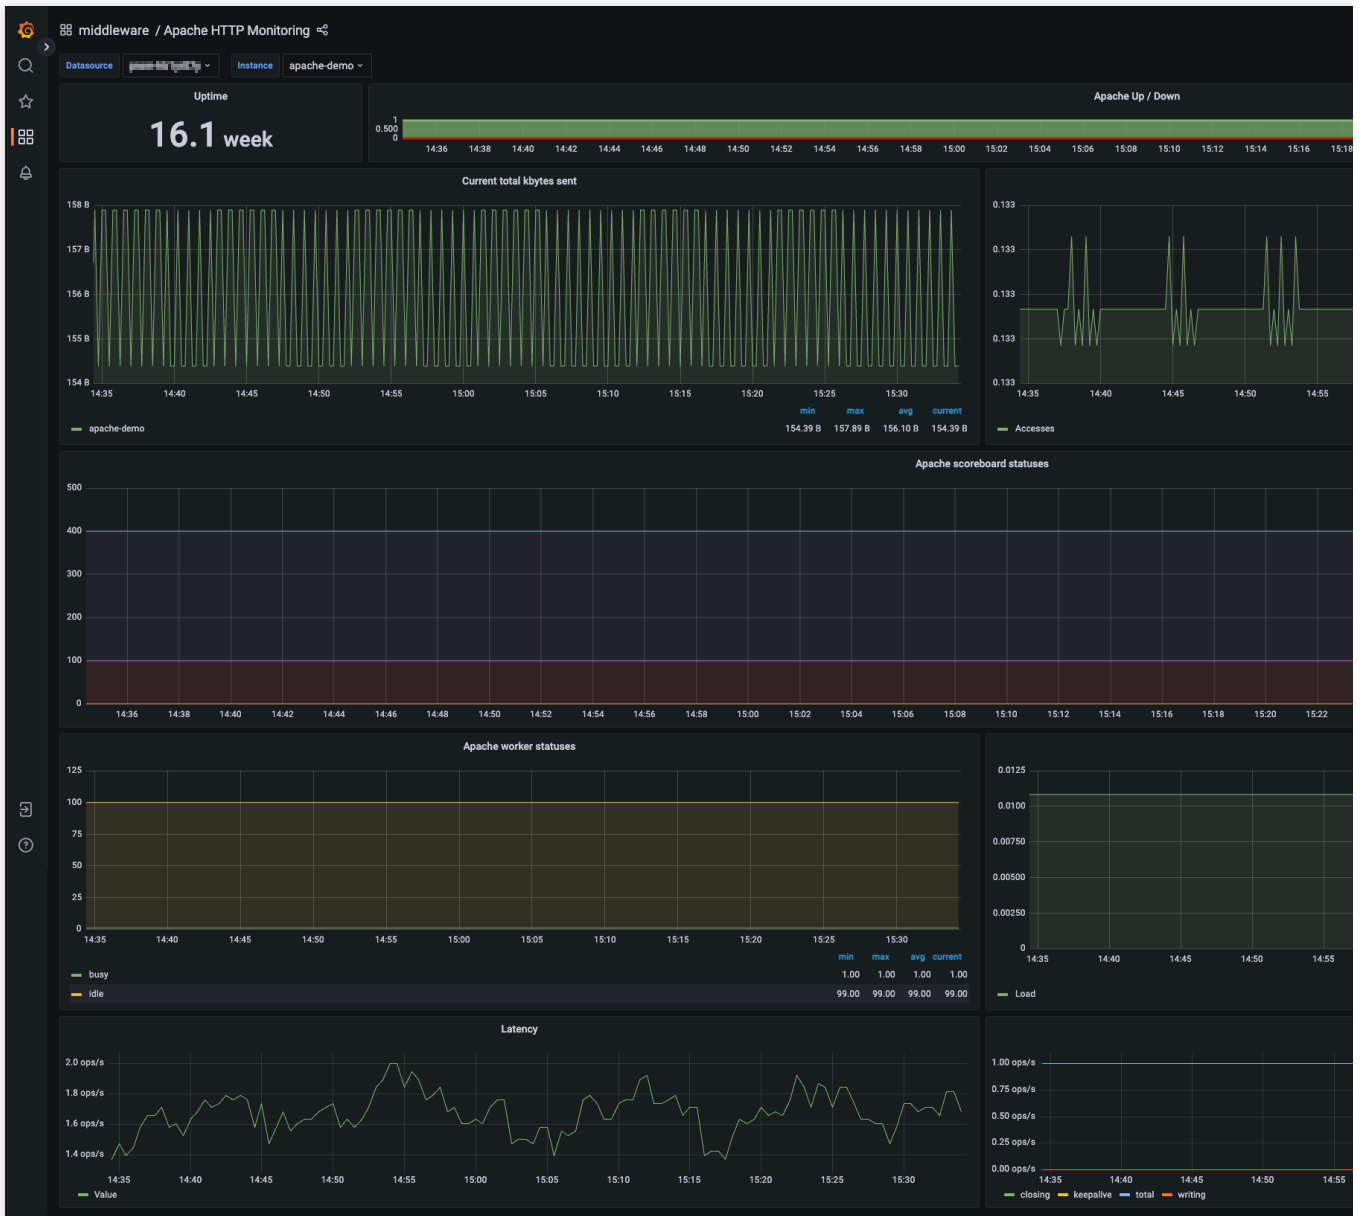 middleware / Apache HTTP Monitoring
Datasource
Instance apache-demo
Uptime
16.1 week
Apache Up / Down
1
0.500
0
14:36 14:38 14:40 14:42 14:44 14:46 14:48 14:50 14:52 14:54 14:56 14:58 15:00 15:02 15:04 15:06 15:08 15:10 15:12 15:14 15:16 15:18
Current total kbytes sent
158 B
157 B
156 B
155 B
154 B
14:35 14:40 14:45 14:50 14:55 15:00 15:05 15:10 15:15 15:20 15:25 15:30
min max avg current
apache-demo 154.39 B 157.89 B 156.10 B 154.39 B
0.133
0.133
0.133
0.133
0.133
14:35 14:40 14:45 14:50 14:55
Accesses
Apache scoreboard statuses
500
400
300
200
100
0
14:36 14:38 14:40 14:42 14:44 14:46 14:48 14:50 14:52 14:54 14:56 14:58 15:00 15:02 15:04 15:06 15:08 15:10 15:12 15:14 15:16 15:18 15:20 15:22
Apache worker statuses
125
100
75
50
25
0
14:35 14:40 14:45 14:50 14:55 15:00 15:05 15:10 15:15 15:20 15:25 15:30
min max avg current
busy 1.00 1.00 1.00 1.00
idle 99.00 99.00 99.00 99.00
0.0125
0.0100
0.00750
0.00500
0.00250
0
14:35 14:40 14:45 14:50 14:55
Load
Latency
2.0 ops/s
1.8 ops/s
1.6 ops/s
1.4 ops/s
14:35 14:40 14:45 14:50 14:55 15:00 15:05 15:10 15:15 15:20 15:25 15:30
Value
1.00 ops/s
0.75 ops/s
0.50 ops/s
0.25 ops/s
0.00 ops/s
14:35 14:40 14:45 14:50 14:55
closing keepalive total writing